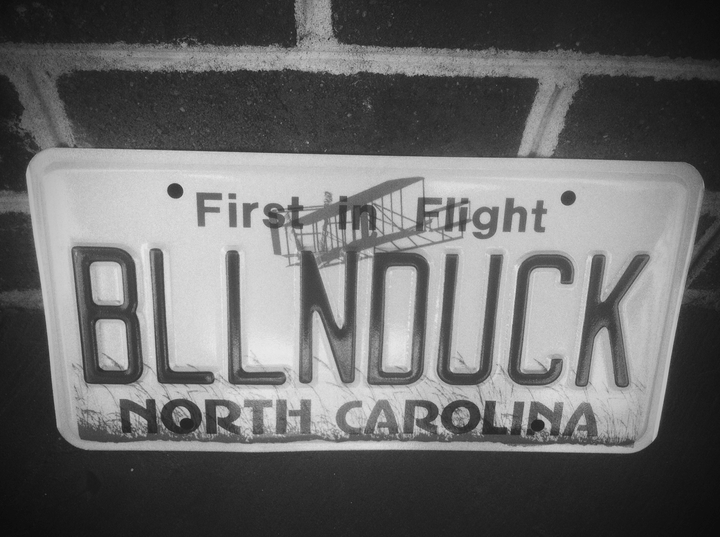 First in Flight
BLLNDUCK
NORTH CAROLINA